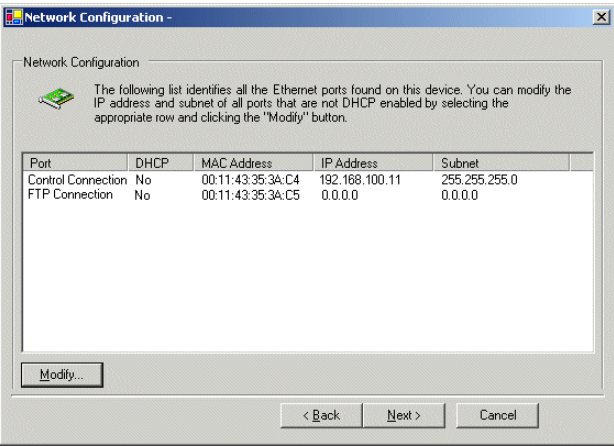 Network Configuration -
Network Configuration
The following list identifies all the Ethernet ports found on this device. You can modify the
IP address and subnet of all ports that are not DHCP enabled by selecting the
appropriate row and clicking the "Modify" button.
Port DHCP MAC Address IP Address Subnet
Control Connection No 00:11:43:35:3A:C4 192.168.100.11 255.255.255.0
FTP Connection No 00:11:43:35:3A:C5 0.0.0.0 0.0.0.0
Modify...
< Back Next > Cancel